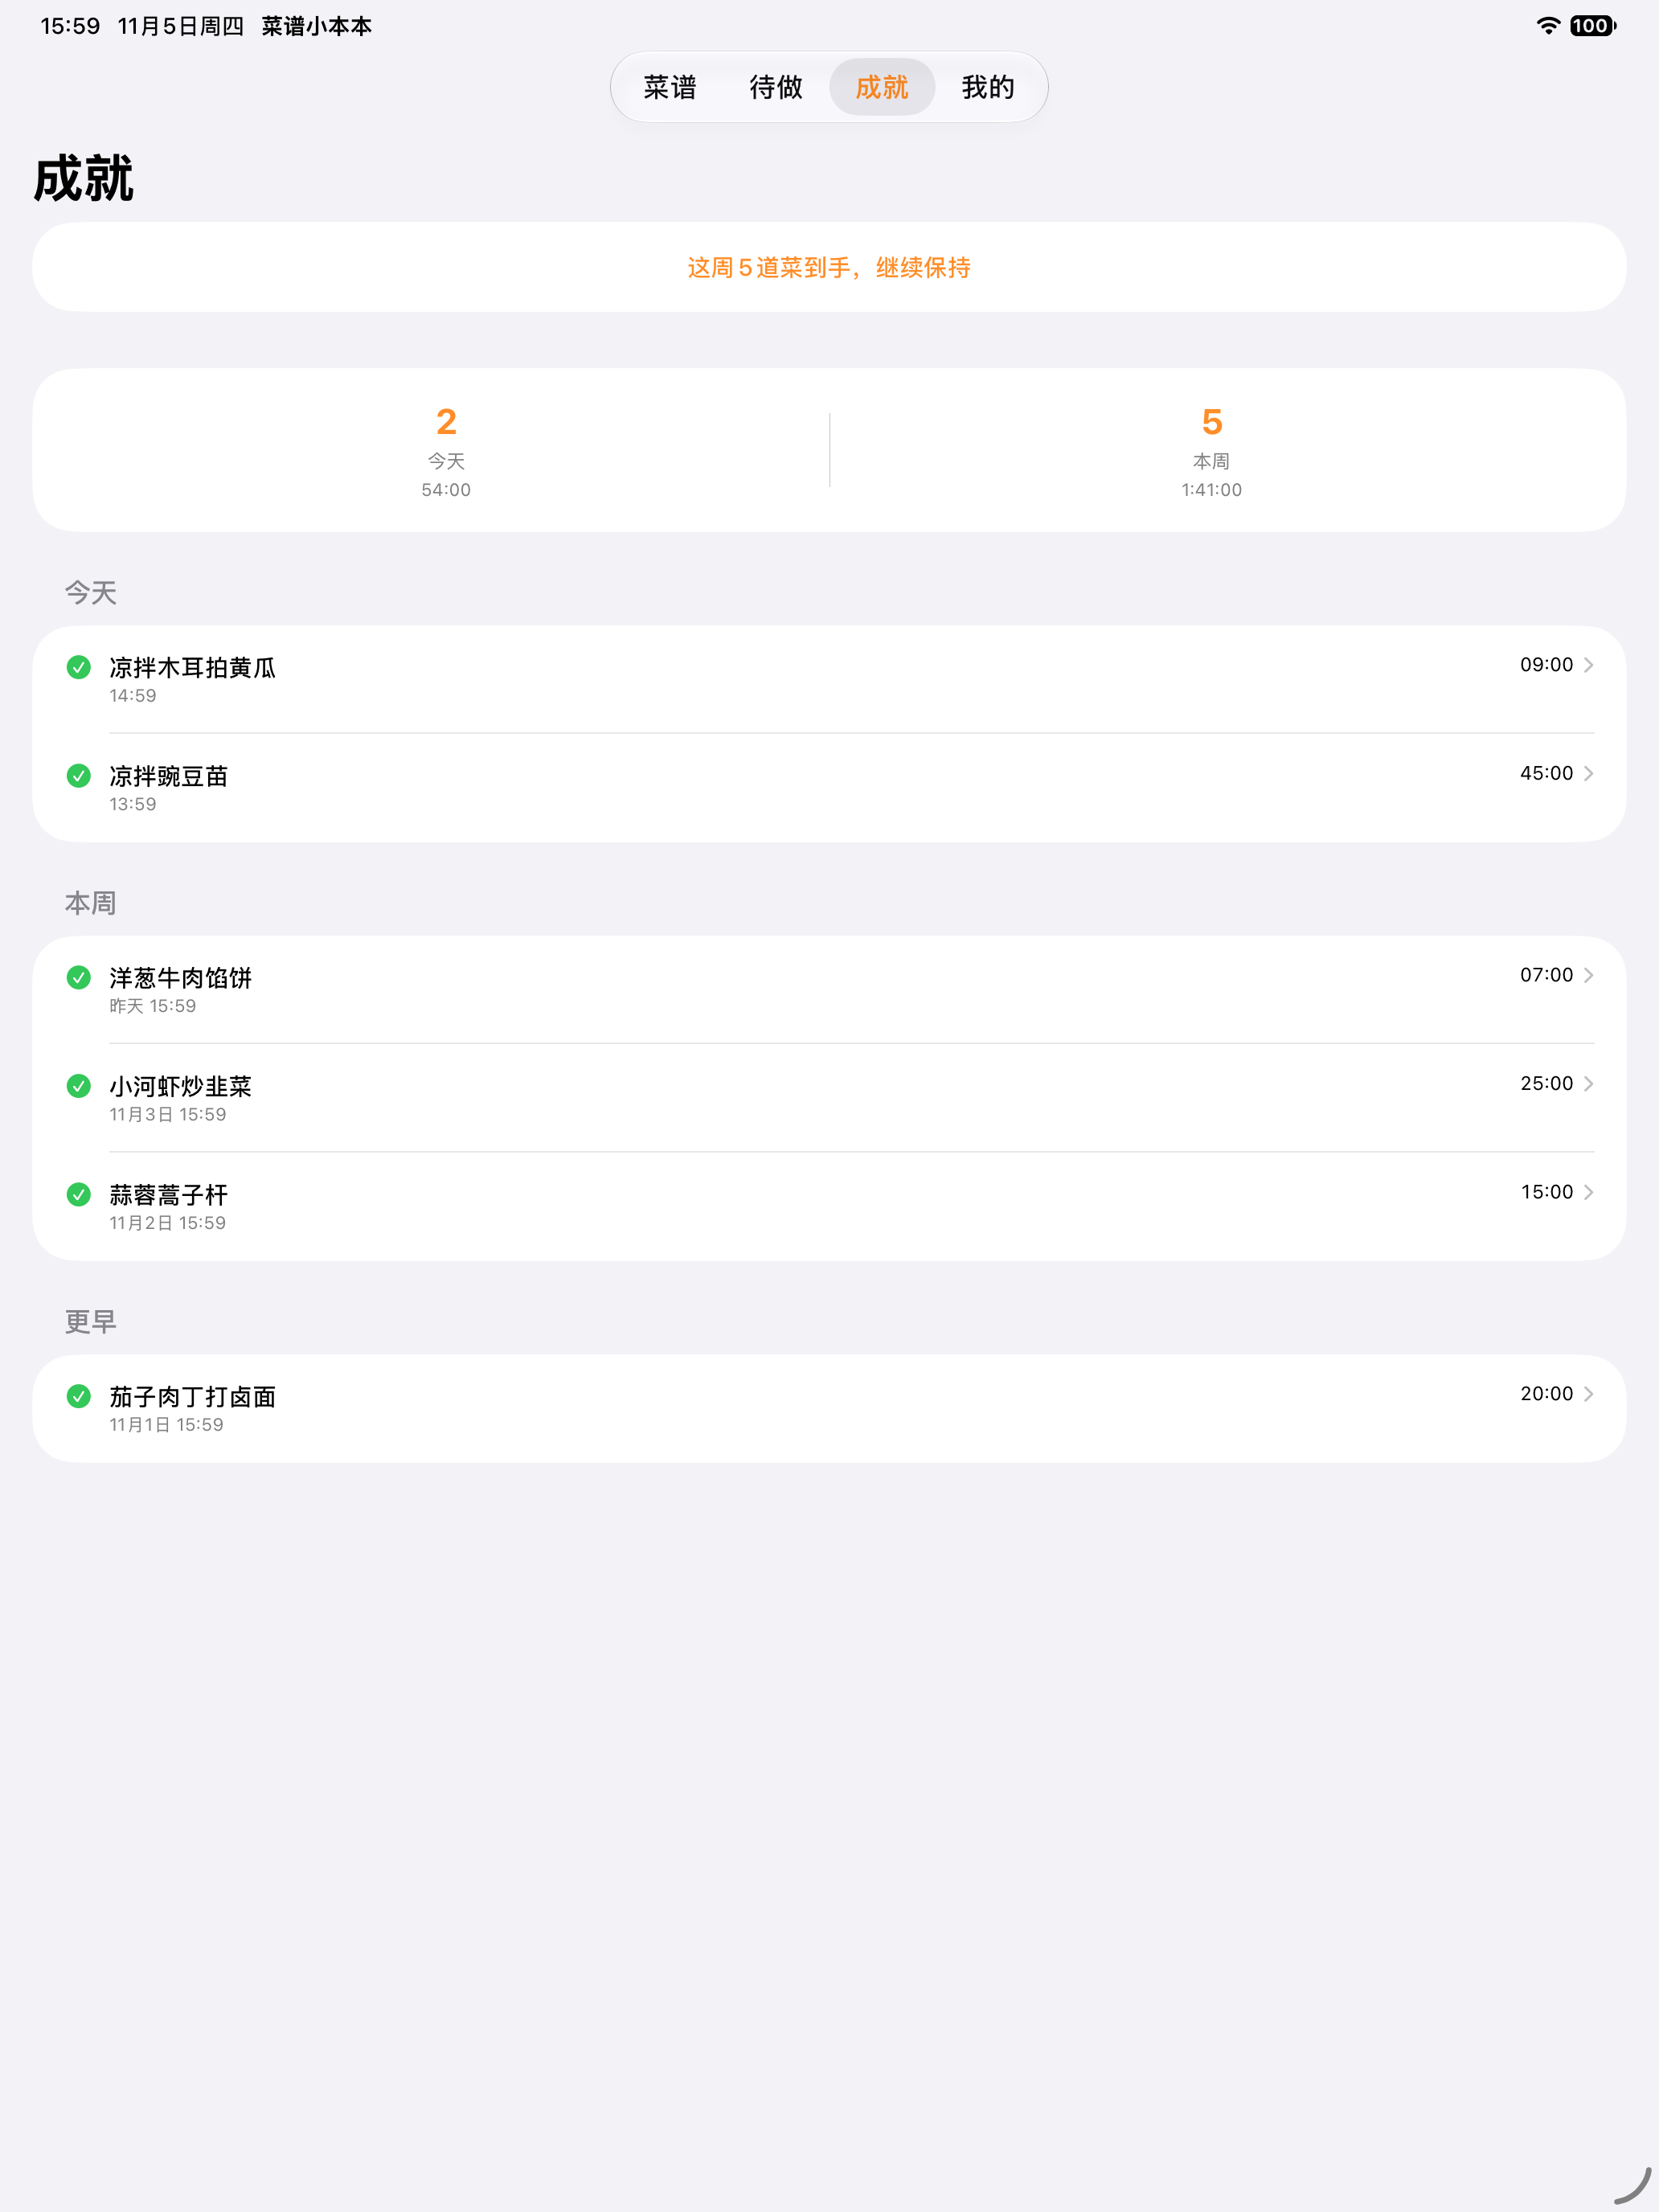 15:59 11月5日周四 菜谱小本本 100
菜谱 待做 成就 我的
成就
这周 5 道菜到手，继续保持
2 5
今天 本周
54:00 1:41:00
今天
凉拌木耳拍黄瓜 09:00
14:59
凉拌豌豆苗 45:00
13:59
本周
洋葱牛肉馅饼 07:00
昨天 15:59
小河虾炒韭菜 25:00
11月3日 15:59
蒜蓉蒿子杆 15:00
11月2日 15:59
更早
茄子肉丁打卤面 20:00
11月1日 15:59